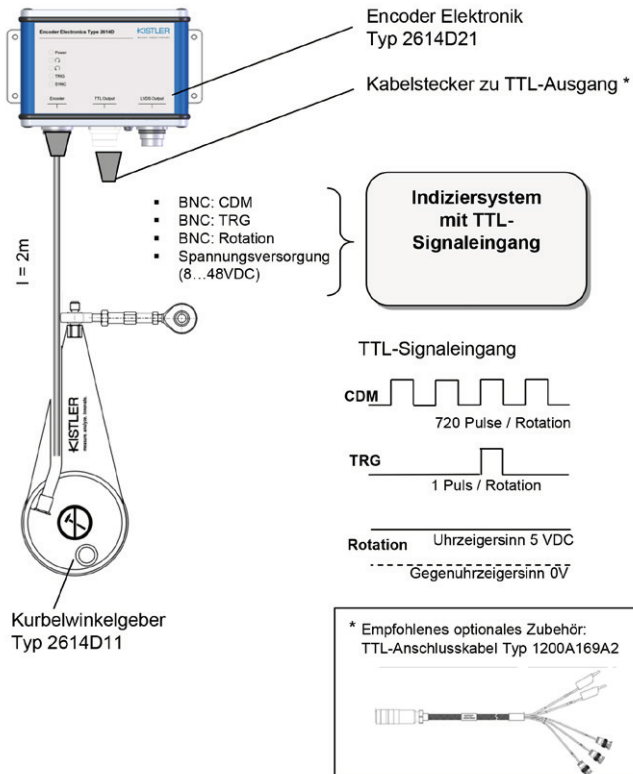 Encoder Electronics Type 2614D
KISTLER
Power
TRG
SYNC
Encoder
TTL Output
LVDS Output
Encoder Elektronik
Typ 2614D21
Kabelstecker zu TTL-Ausgang *
▪ BNC: CDM
▪ BNC: TRG
▪ BNC: Rotation
▪ Spannungsversorgung
(8...48VDC)
Indiziersystem
mit TTL-
Signaleingang
l = 2m
KISTLER
measure. analyze. innovate.
TTL-Signaleingang
CDM
720 Pulse / Rotation
TRG
1 Puls / Rotation
Rotation
Uhrzeigersinn 5 VDC
Gegenuhrzeigersinn 0V
Kurbelwinkelgeber
Typ 2614D11
* Empfohlenes optionales Zubehör:
TTL-Anschlusskabel Typ 1200A169A2